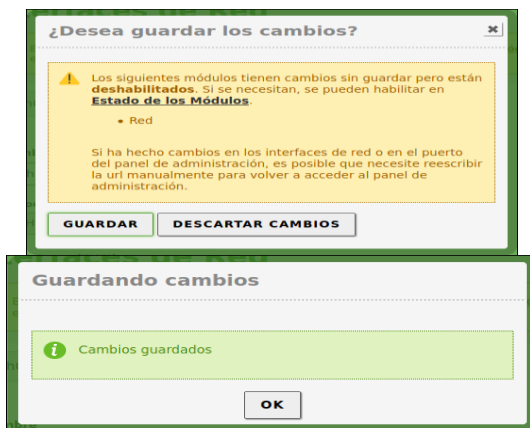 ¿Desea guardar los cambios?
Los siguientes módulos tienen cambios sin guardar pero están
deshabilitados. Si se necesitan, se pueden habilitar en
Estado de los Módulos.
• Red
Si ha hecho cambios en los interfaces de red o en el puerto
del panel de administración, es posible que necesite reescribir
la url manualmente para volver a acceder al panel de
administración.
GUARDAR DESCARTAR CAMBIOS
Guardando cambios
Cambios guardados
OK